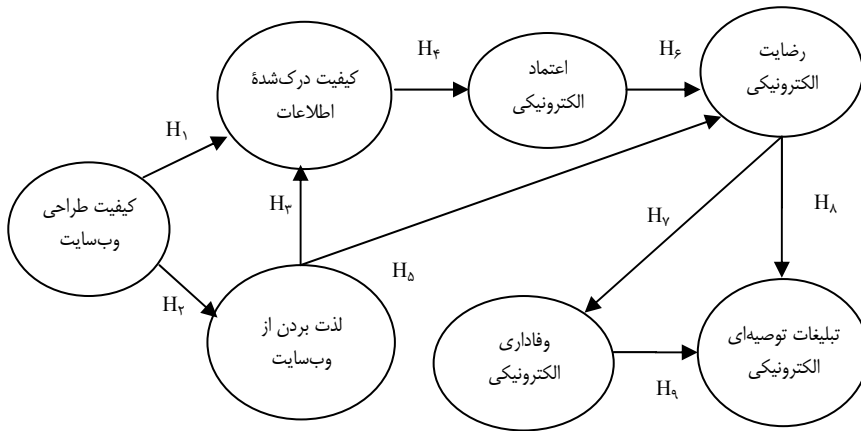 رضایت
الکترونیکی
H۶
اعتماد
الکترونیکی
H۴
کیفیت درک‌شدهٔ
اطلاعات
H۱
کیفیت طراحی
وب‌سایت
H۳
H۲
لذت بردن از
وب‌سایت
H۵
H۷
H۸
تبلیغات توصیه‌ای
الکترونیکی
وفاداری
الکترونیکی
H۹